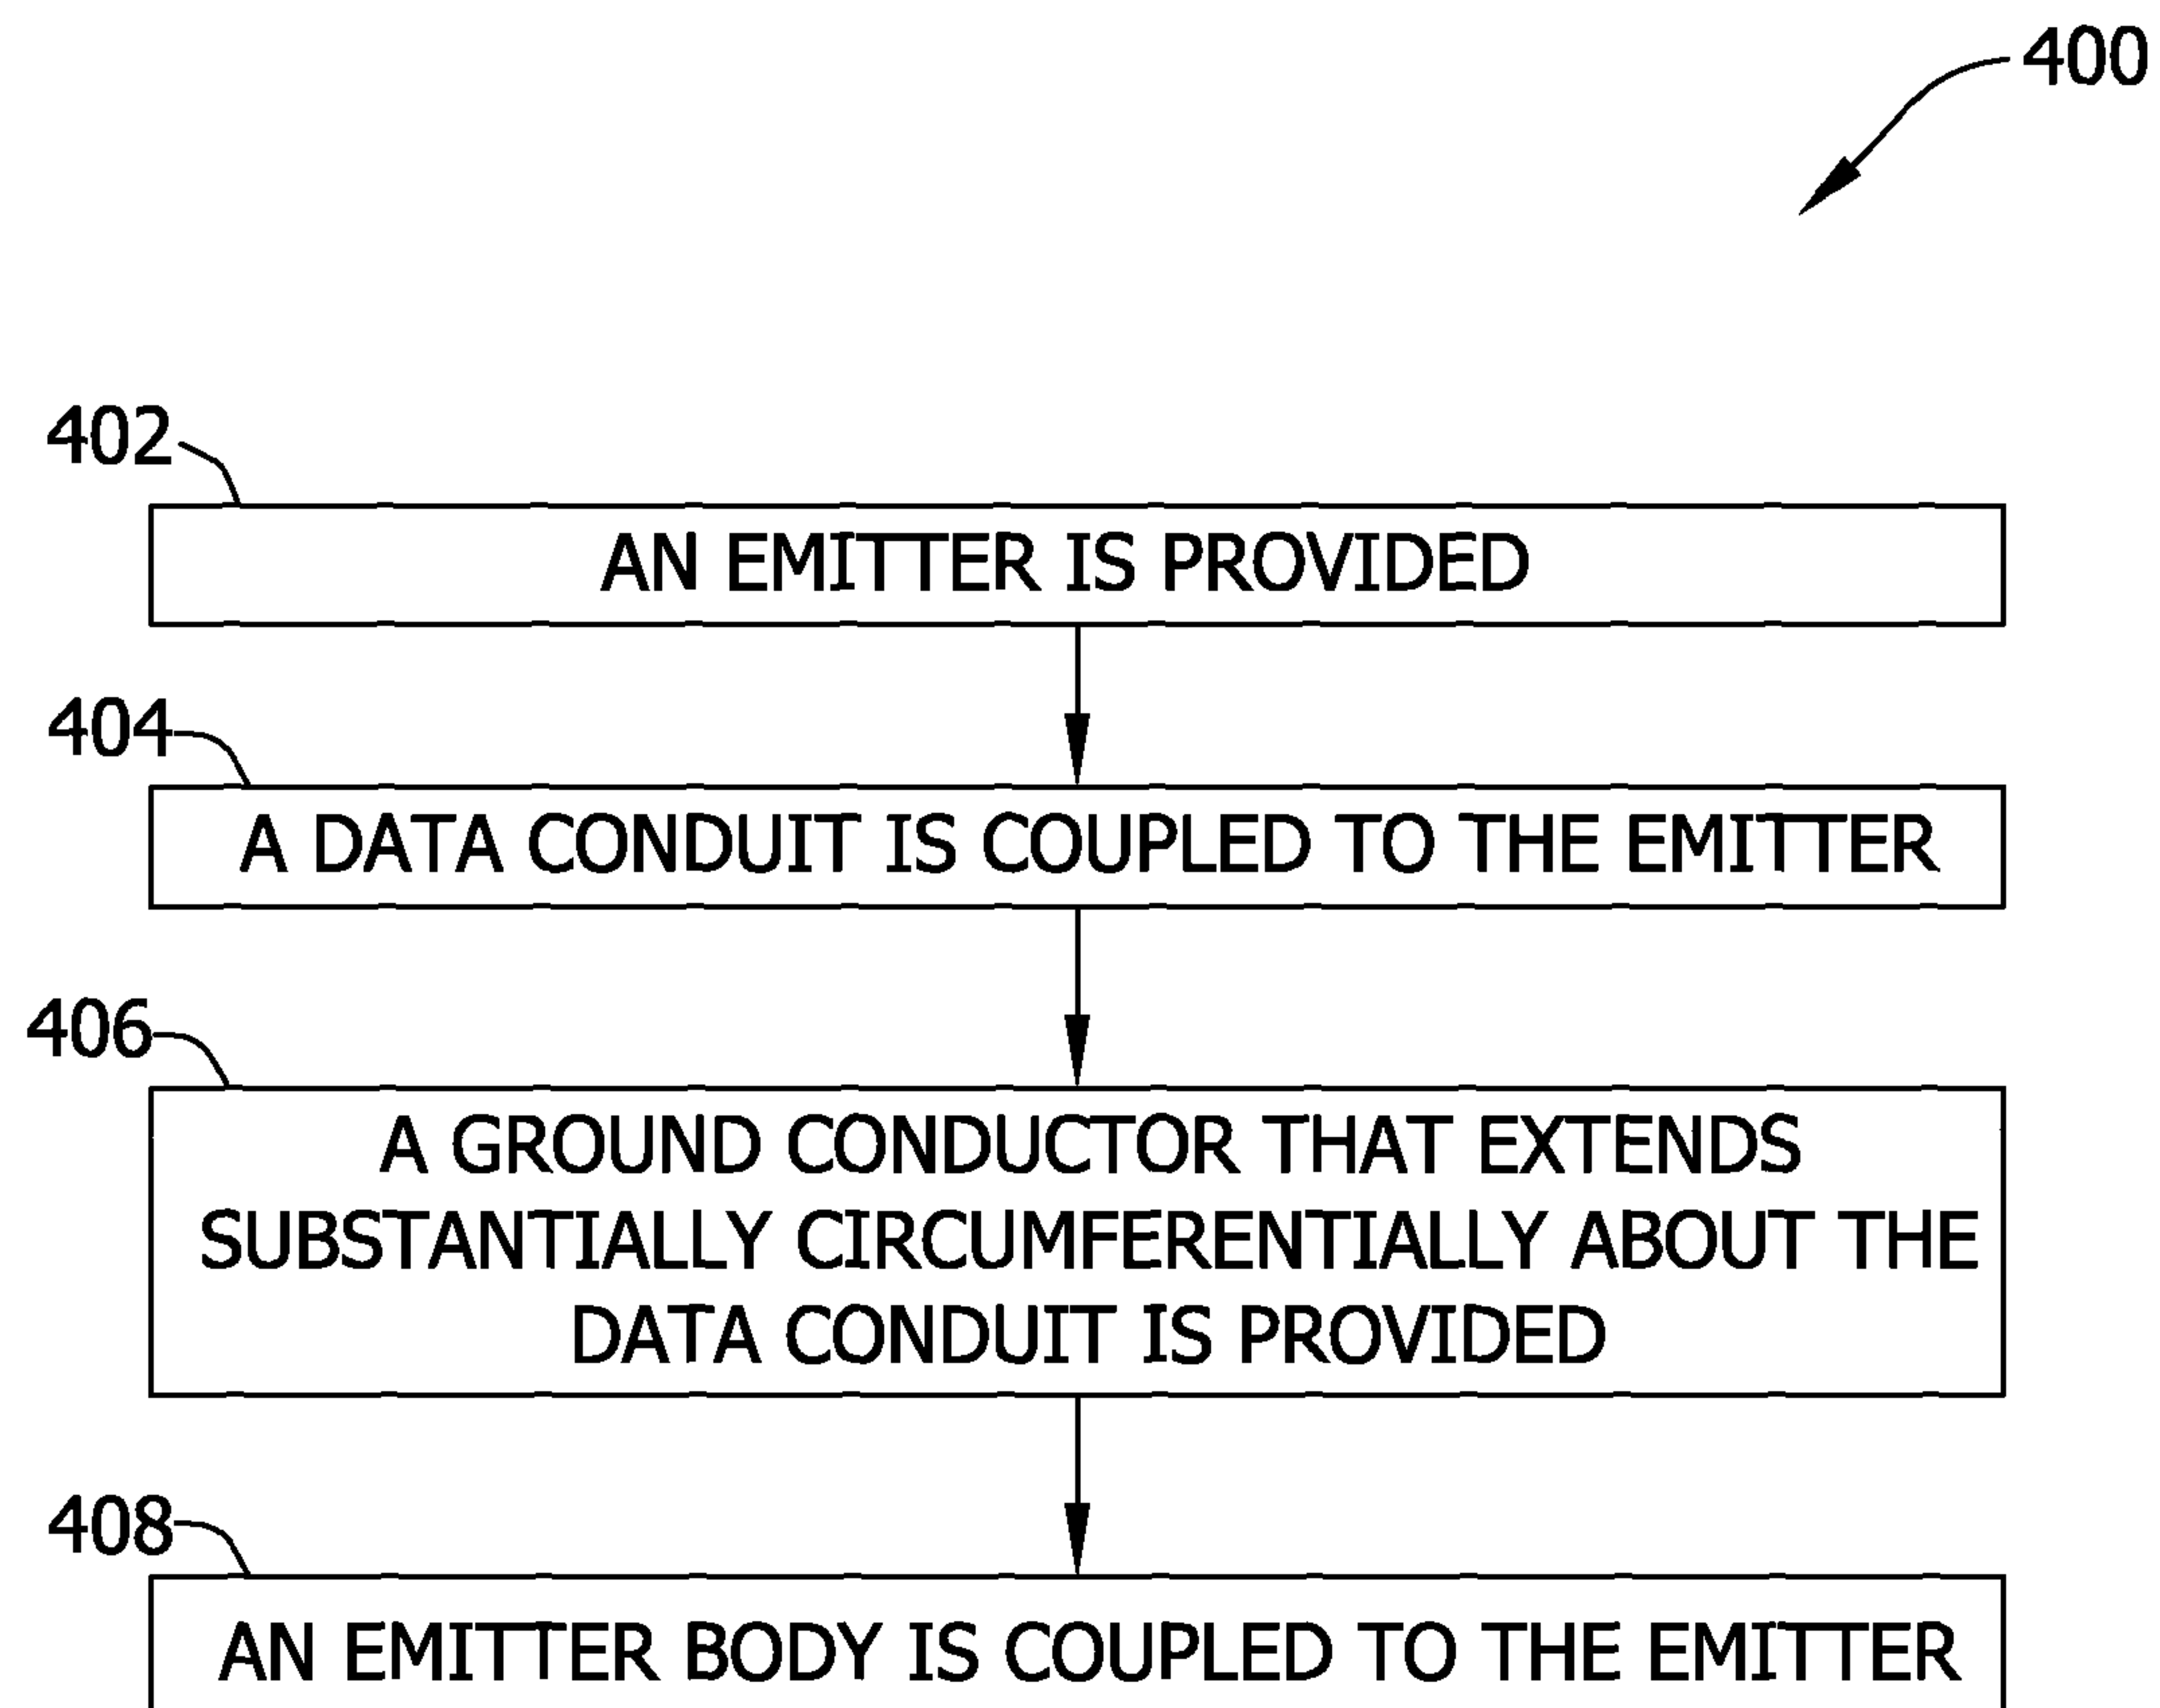 400
402
AN EMITTER IS PROVIDED
404
A DATA CONDUIT IS COUPLED TO THE EMITTER
406
A GROUND CONDUCTOR THAT EXTENDS
SUBSTANTIALLY CIRCUMFERENTIALLY ABOUT THE
DATA CONDUIT IS PROVIDED
408
AN EMITTER BODY IS COUPLED TO THE EMITTER